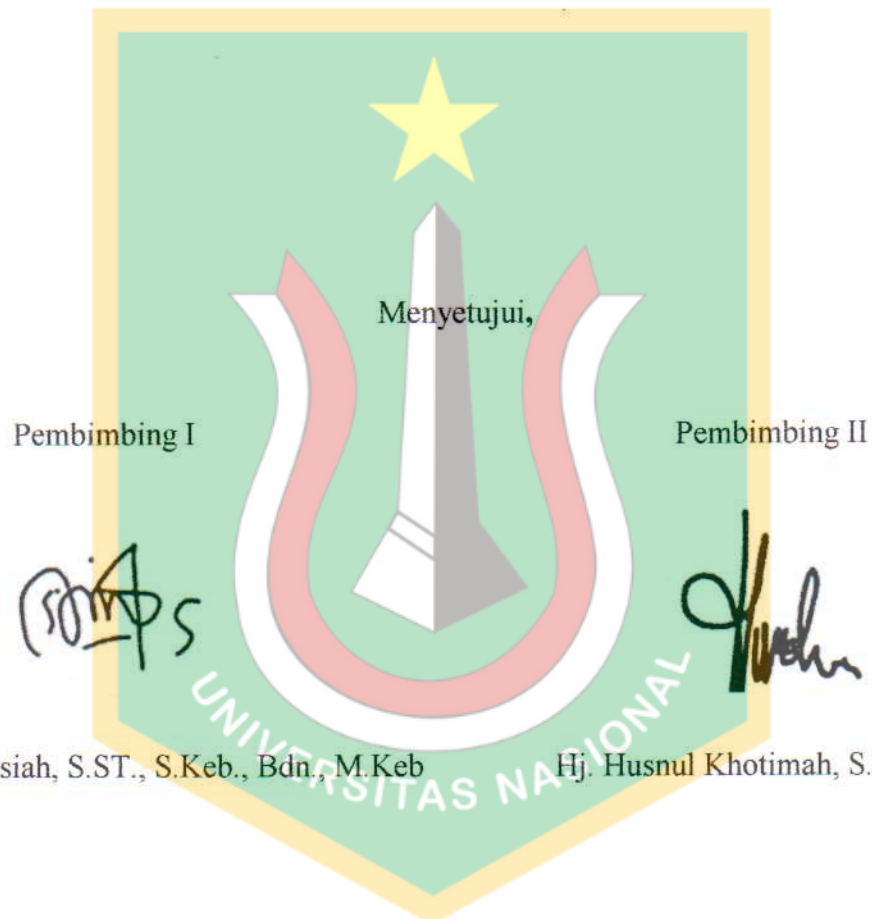 Menyetujui,
Pembimbing I
Pembimbing II
siah, S.ST., S.Keb., Bdn., M.Keb
Hj. Husnul Khotimah, S.
UNIVERSITAS NASIONAL